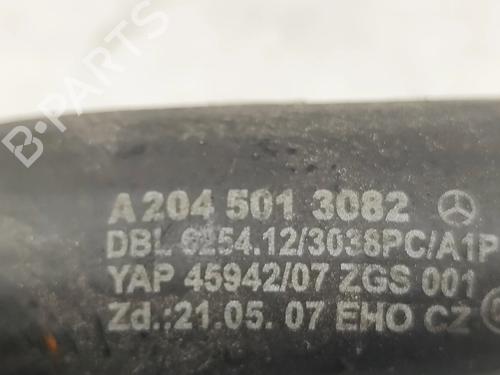 B-PARTS
A 204 501 3082
DBL 6254.12/3038PC/A1P
YAP 45942/07 ZGS 001
Zd.:21.05. 07 EHO CZ